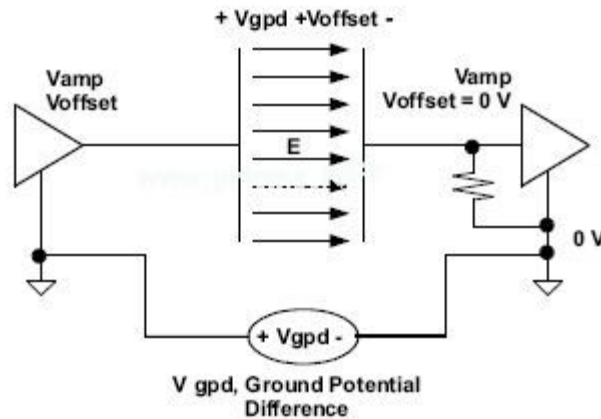 + Vgpd +Voffset -
Vamp
Voffset
Vamp
Voffset = 0 V
E
0 V
+ Vgpd -
V gpd, Ground Potential
Difference